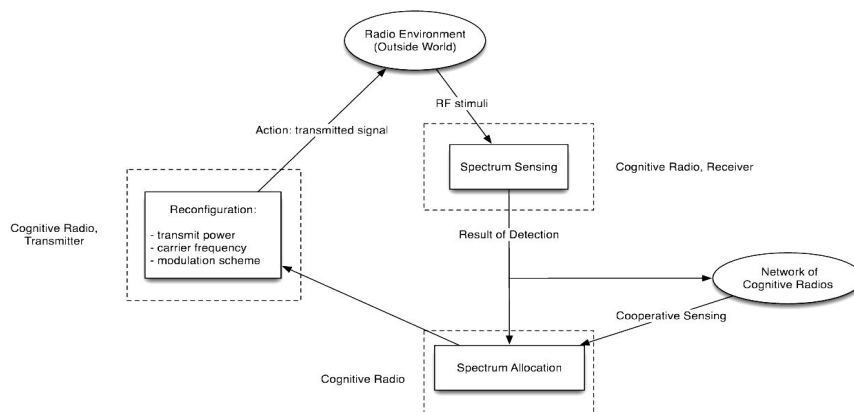 Radio Environment
(Outside World)
RF stimuli
Action: transmitted signal
Spectrum Sensing
Cognitive Radio, Receiver
Reconfiguration:
- transmit power
- carrier frequency
- modulation scheme
Cognitive Radio,
Transmitter
Result of Detection
Network of
Cognitive Radios
Cooperative Sensing
Spectrum Allocation
Cognitive Radio